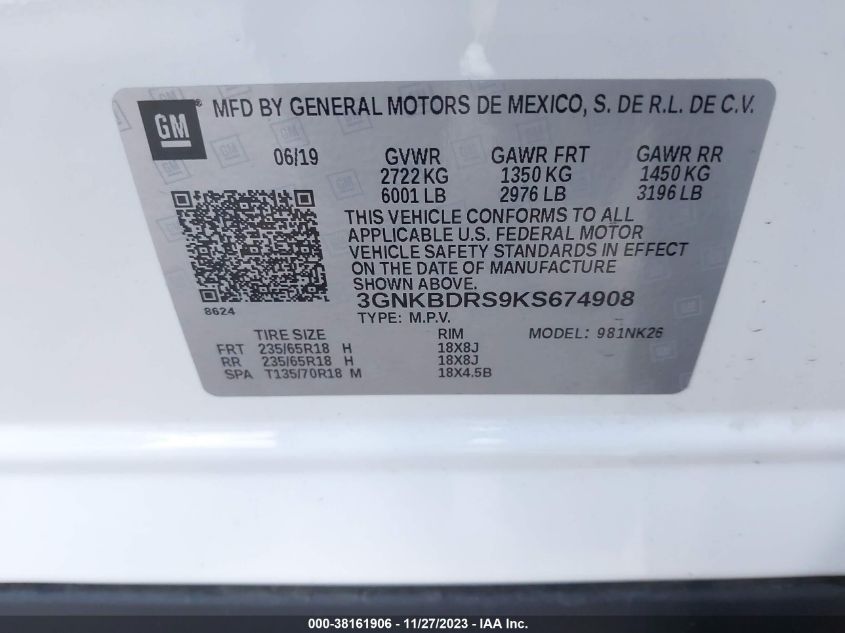 GM ® MFD BY GENERAL MOTORS DE MEXICO, S. DE R.L. DE C.V.
06/19 GVWR GAWR FRT GAWR RR
2722 KG 1350 KG 1450 KG
6001 LB 2976 LB 3196 LB
THIS VEHICLE CONFORMS TO ALL
APPLICABLE U.S. FEDERAL MOTOR
VEHICLE SAFETY STANDARDS IN EFFECT
ON THE DATE OF MANUFACTURE
SHOWN ABOVE.
3GNKBDRS9KS674908
8624
TYPE: M.P.V.
TIRE SIZE RIM MODEL: 981NK26
FRT 235/65R18 H 18X8J
RR 235/65R18 H 18X8J
SPA T135/70R18 M 18X4.5B
000-38161906 - 11/27/2023 - IAA Inc.